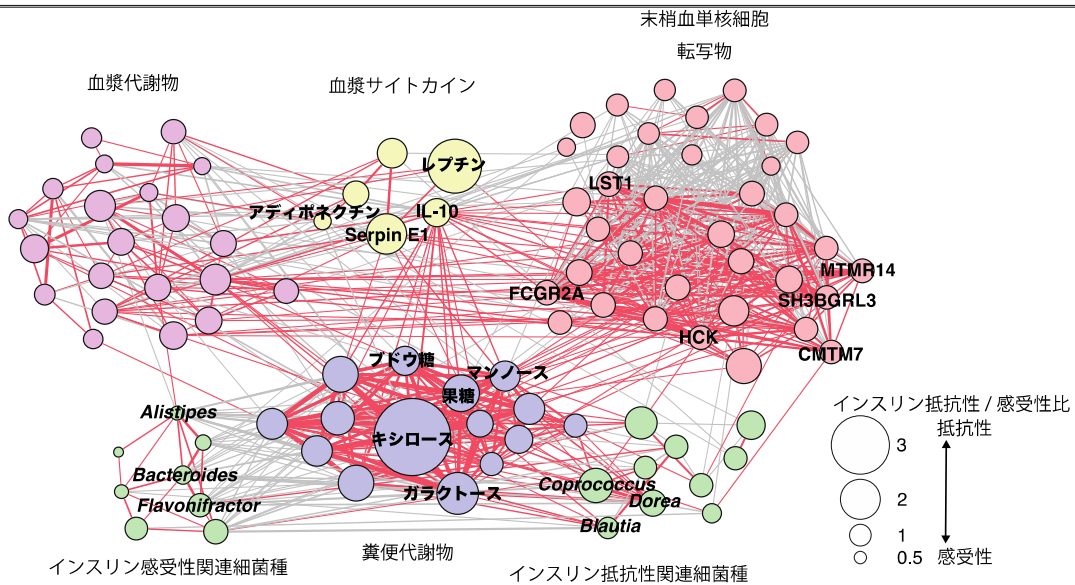 末梢血単核細胞
転写物
血漿代謝物
血漿サイトカイン
レプチン
アディポネクチン
IL-10
Serpin E1
LST1
MTMR14
FCGR2A
SH3BGRL3
HCK
CMTM7
ブドウ糖
マンノース
果糖
キシロース
ガラクトース
Alistipes
Bacteroides
Flavonifractor
Coprococcus
Dorea
Blautia
インスリン抵抗性 / 感受性比
抵抗性
3
2
1
0.5
感受性
糞便代謝物
インスリン感受性関連細菌種
インスリン抵抗性関連細菌種